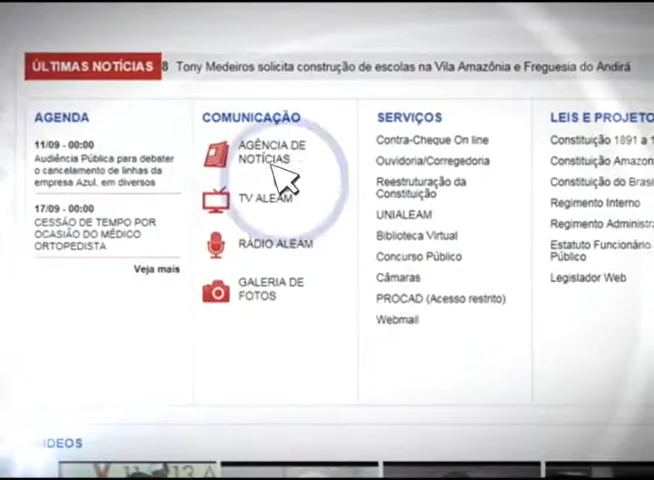 ÚLTIMAS NOTÍCIAS 8 Tony Medeiros solicita construção de escolas na Vila Amazônia e Freguesia do Andirá
AGENDA
11/09 - 00:00
Audiência Pública para debater
o cancelamento de linhas da
empresa Azul, em diversos
17/09 - 00:00
CESSÃO DE TEMPO POR
OCASIÃO DO MÉDICO
ORTOPEDISTA
Veja mais
COMUNICAÇÃO
AGÊNCIA DE
NOTÍCIAS
TV ALEAM
RÁDIO ALEAM
GALERIA DE
FOTOS
SERVIÇOS
Contra-Cheque On line
Ouvidoria/Corregedoria
Reestruturação da
Constituição
UNIALEAM
Biblioteca Virtual
Concurso Público
Câmaras
PROCAD (Acesso restrito)
Webmail
LEIS E PROJETO
Constituição 1891 a 1
Constituição Amazon
Constituição do Brasi
Regimento Interno
Regimento Administra
Estatuto Funcionário
Público
Legislador Web
IDEOS